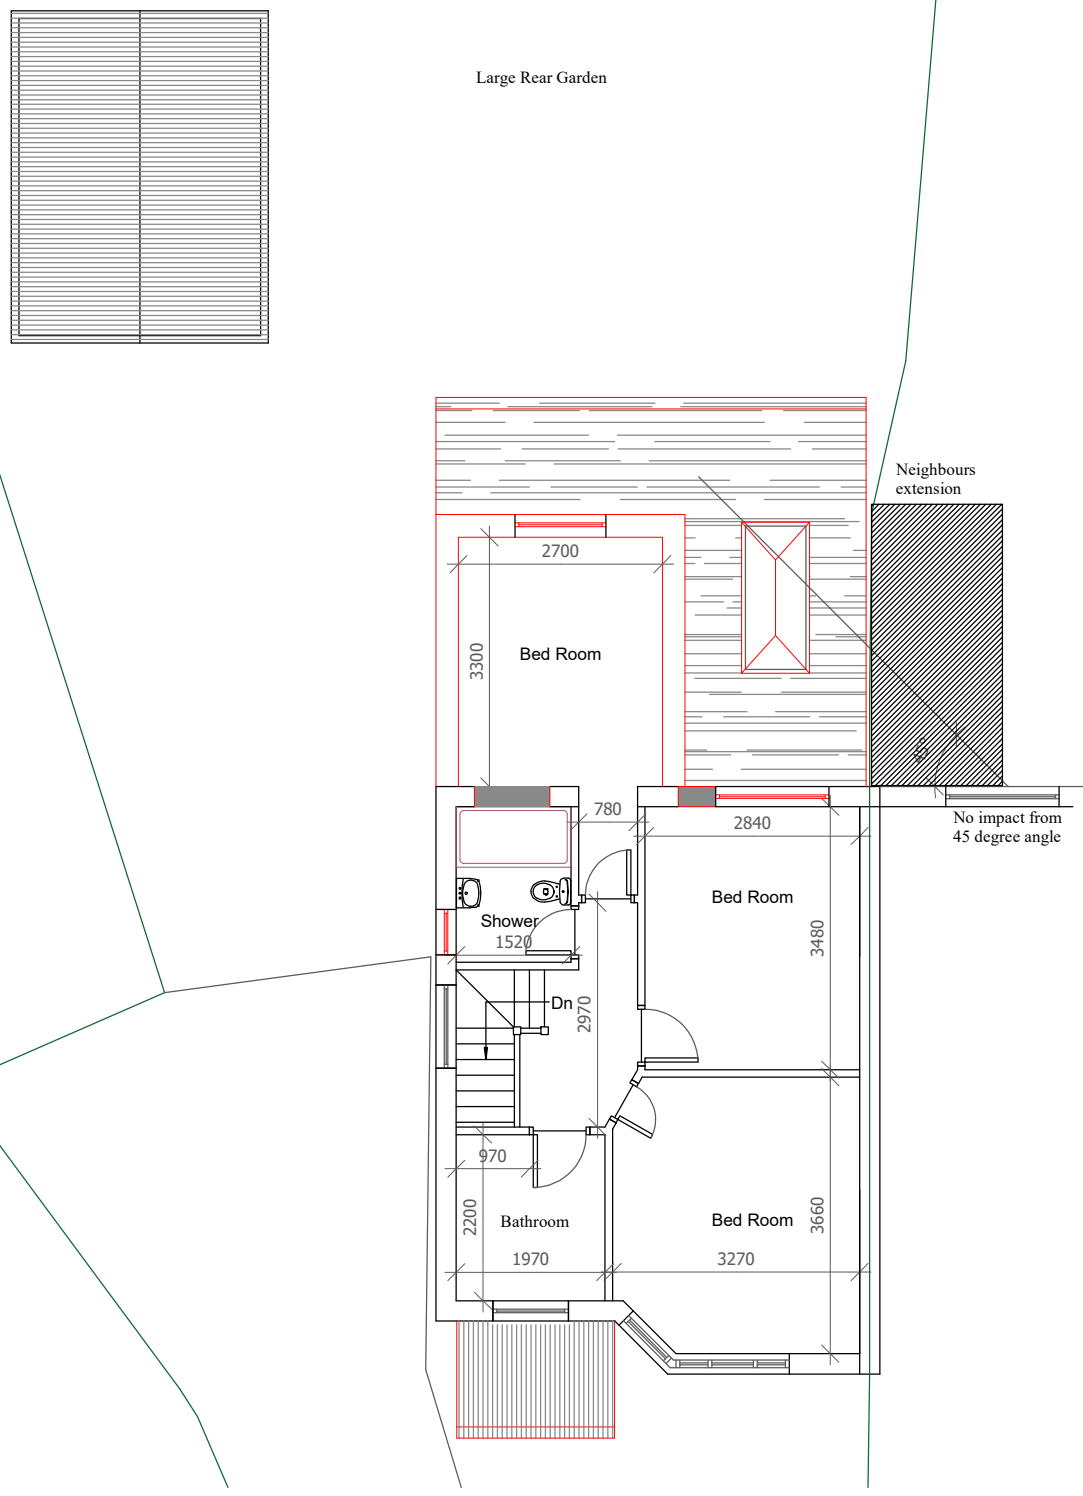 Large Rear Garden
Neighbours
extension
2700
Bed Room
3300
45°
780
2840
No impact from
45 degree angle
Bed Room
Shower
1520
3480
Dn
2970
970
2200
Bathroom
Bed Room
3660
1970
3270